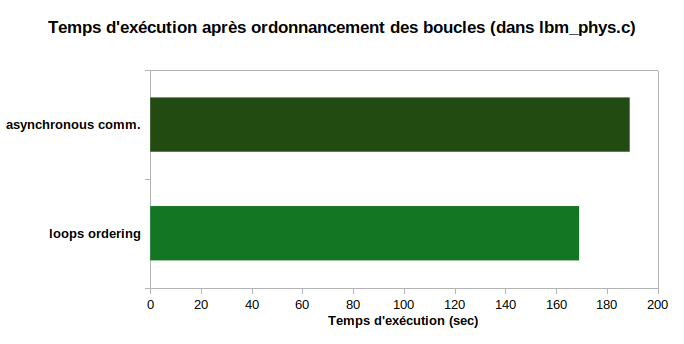 Temps d'exécution après ordonnancement des boucles (dans lbm_phys.c)
asynchronous comm.
loops ordering
0 20 40 60 80 100 120 140 160 180 200
Temps d'exécution (sec)